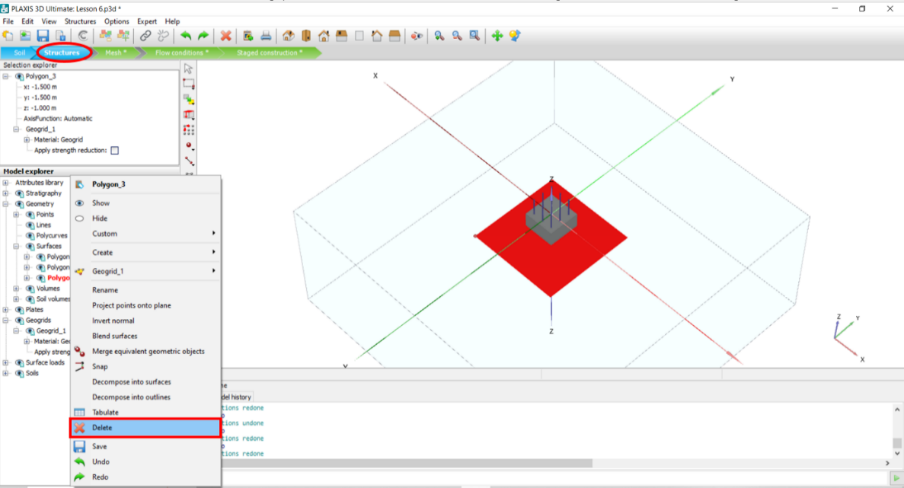 PLAXIS 3D Ultimate: Lesson 6.p3d *
File Edit View Structures Options Expert Help
Soil Structures Mesh * Flow conditions * Staged construction *
Selection explorer
Polygon_3
x: -1.500 m
y: -1.500 m
z: -1.000 m
AxisFunction: Automatic
Geogrid_1
Material: Geogrid
Apply strength reduction:
Model explorer
Attributes library
Stratigraphy
Geometry
Points
Lines
Polycurves
Surfaces
Polygon
Polygon
Polygo
Volumes
Soil volumes
Plates
Geogrids
Geogrid_1
Material: Geo
Apply streng
Surface loads
Soils
Polygon_3
Show
Hide
Custom
Create
Geogrid_1
Rename
Project points onto plane
Invert normal
Blend surfaces
Merge equivalent geometric objects
Snap
Decompose into surfaces
Decompose into outlines
Tabulate
Delete
Save
Undo
Redo
X
Y
Z
Z
Y
Z
Y
X
ne
del history
tions redone
o
tions undone
o
tions redone
o
tions redone